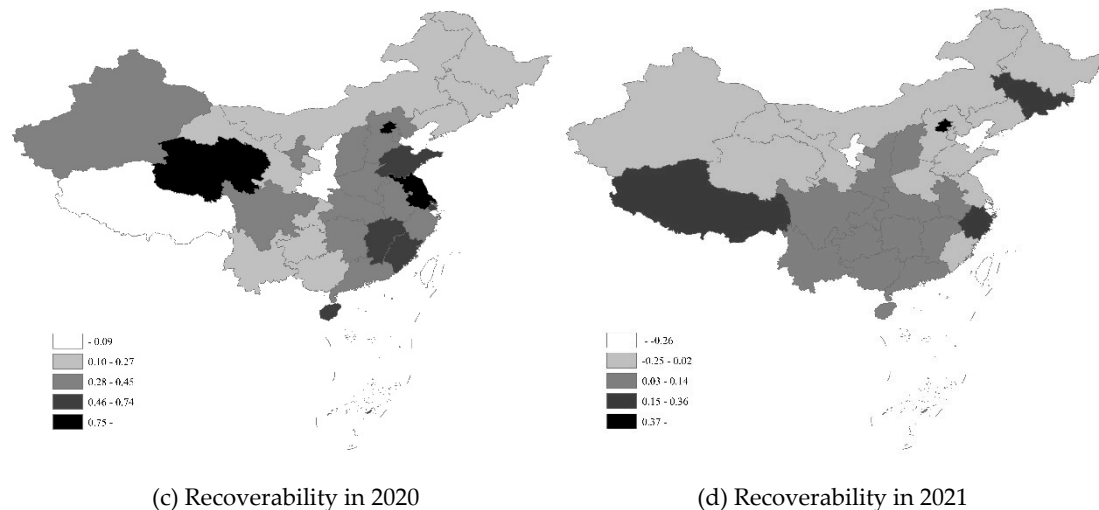 - 0.09
0.10 - 0.27
0.28 - 0.45
0.46 - 0.74
0.75 -
- -0.26
-0.25 - 0.02
0.03 - 0.14
0.15 - 0.36
0.37 -
(c) Recoverability in 2020
(d) Recoverability in 2021